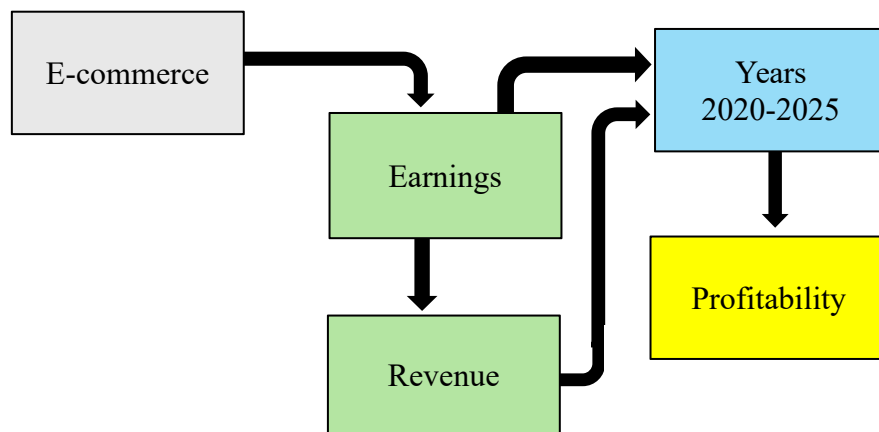 E-commerce
Earnings
Revenue
Years
2020-2025
Profitability